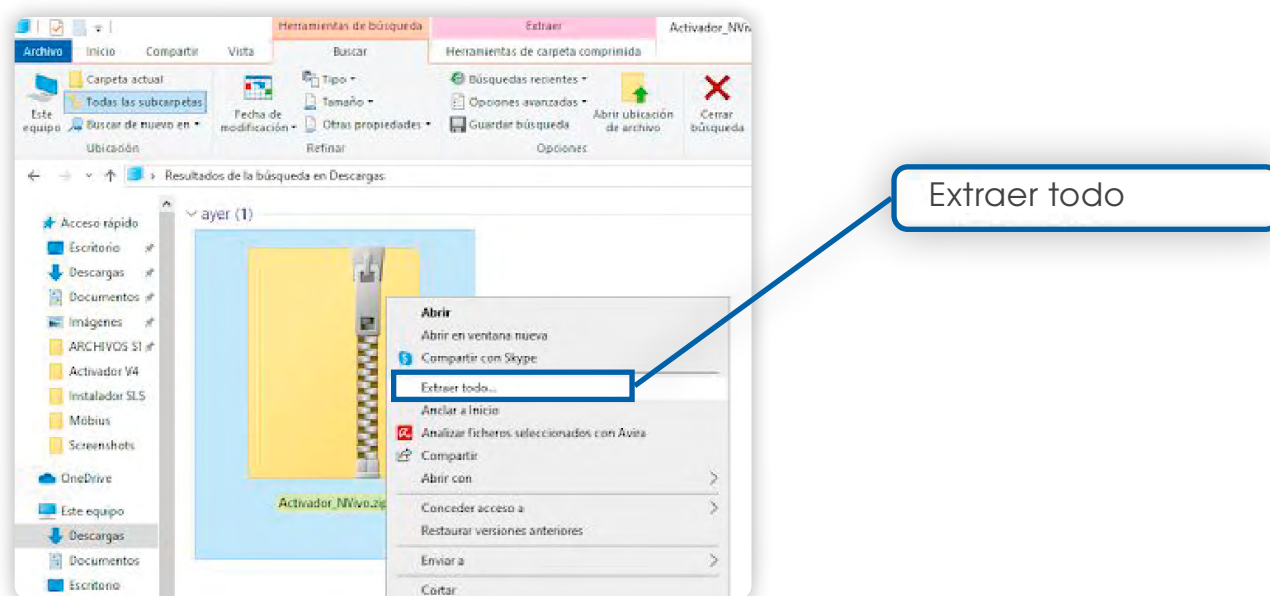 Herramientas de búsqueda
Extraer
Activador_NViv
Archivo
Inicio
Compartir
Vista
Buscar
Herramientas de carpeta comprimida
Este equipo
Carpeta actual
Todas las subcarpetas
Buscar de nuevo en
Ubicación
Fecha de modificación
Tipo
Tamaño
Otras propiedades
Refinar
Búsquedas recientes
Opciones avanzadas
Guardar búsqueda
Abrir ubicación de archivo
Opciones
Cerrar búsqueda
Resultados de la búsqueda en Descargas
Acceso rápido
Escritorio
Descargas
Documentos
Imágenes
ARCHIVOS SI
Activador V4
Instalador SLS
Möbius
Screenshots
OneDrive
Este equipo
Descargas
Documentos
Escritorio
ayer (1)
Activador_NVivo.zip
Abrir
Abrir en ventana nueva
Compartir con Skype
Extraer todo...
Anclar a Inicio
Analizar ficheros seleccionados con Avira
Compartir
Abrir con
Conceder acceso a
Restaurar versiones anteriores
Enviar a
Cortar
Extraer todo